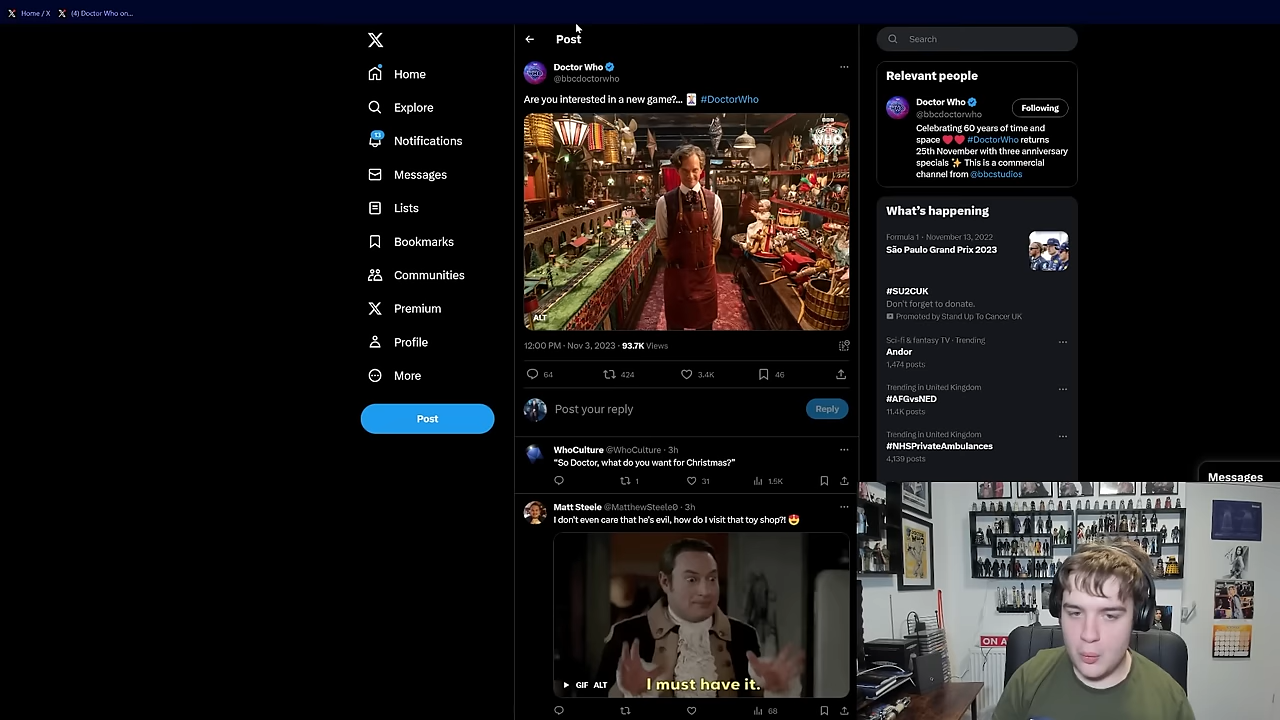 Home / X
(4) Doctor Who on...
Post
Search
Home
Explore
Notifications
Messages
Lists
Bookmarks
Communities
Premium
Profile
More
Post
Doctor Who
@bbcdoctorwho
Are you interested in a new game?... 🃏 #DoctorWho
WHO
ALT
12:00 PM · Nov 3, 2023 · 93.7K Views
64
424
3.4K
46
Post your reply
Reply
WhoCulture @WhoCulture · 3h
"So Doctor, what do you want for Christmas?"
1
31
1.5K
Matt Steele @MatthewSteele0 · 3h
I don't even care that he's evil, how do I visit that toy shop?! 😍
I must have it.
GIF ALT
68
Relevant people
Doctor Who
@bbcdoctorwho
Following
Celebrating 60 years of time and
space ❤️❤️ #DoctorWho returns
25th November with three anniversary
specials ✨ This is a commercial
channel from @bbcstudios
What's happening
Formula 1 · November 13, 2022
São Paulo Grand Prix 2023
#SU2CUK
Don't forget to donate.
Promoted by Stand Up To Cancer UK
Sci-fi & fantasy TV · Trending
Andor
1,474 posts
Trending in United Kingdom
#AFGvsNED
11.4K posts
Trending in United Kingdom
#NHSPrivateAmbulances
4,139 posts
Messages
ON A